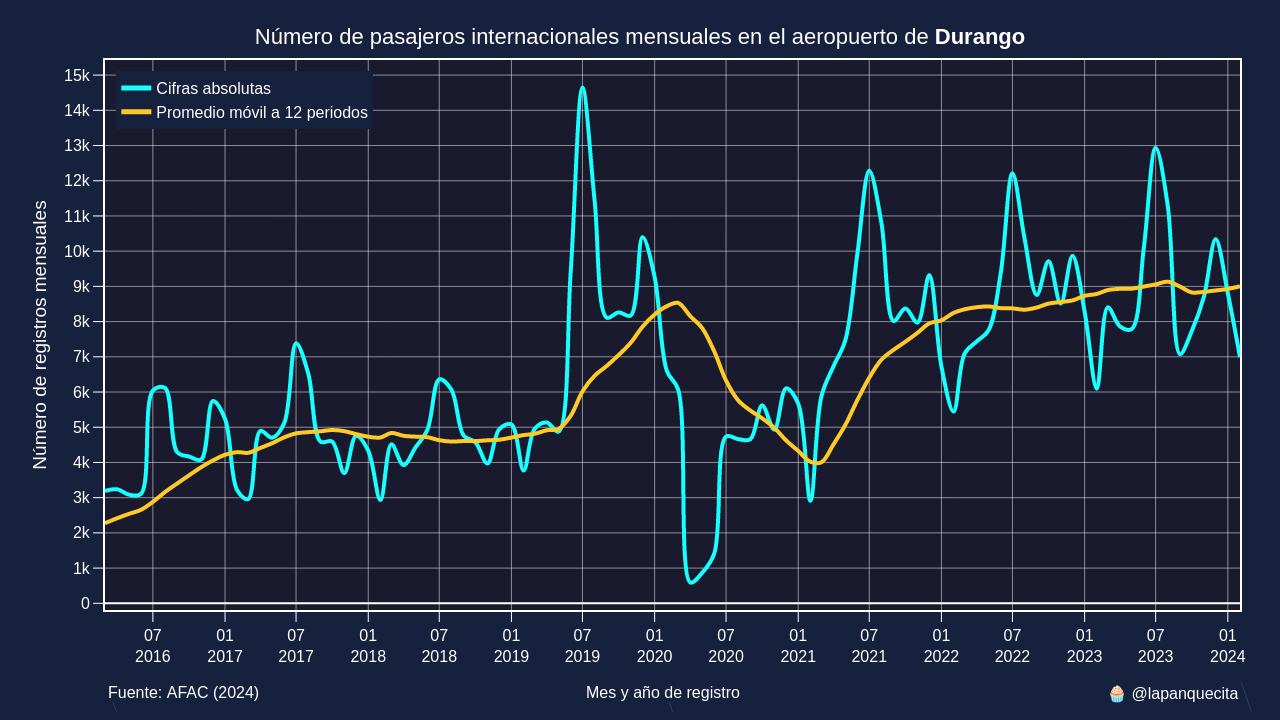 Número de pasajeros internacionales mensuales en el aeropuerto de Durango
Cifras absolutas
Promedio móvil a 12 periodos
Número de registros mensuales
15k
14k
13k
12k
11k
10k
9k
8k
7k
6k
5k
4k
3k
2k
1k
0
07 01 07 01 07 01 07 01 07 01 07 01 07 01 07 01
2016 2017 2017 2018 2018 2019 2019 2020 2020 2021 2021 2022 2022 2023 2023 2024
Fuente: AFAC (2024) Mes y año de registro 🧁 @lapanquecita